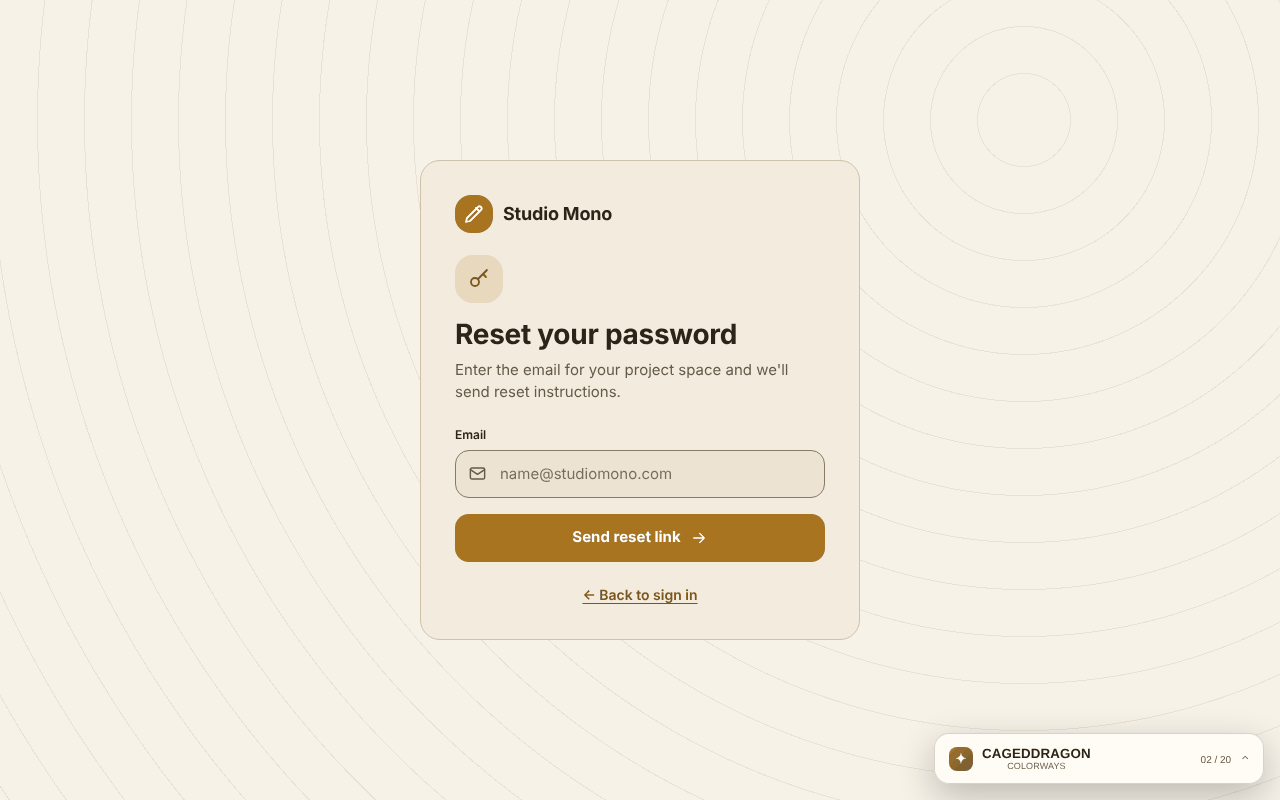 Studio Mono
Reset your password
Enter the email for your project space and we'll
send reset instructions.
Email
name@studiomono.com
Send reset link →
← Back to sign in
CAGEDDRAGON
COLORWAYS
02 / 20